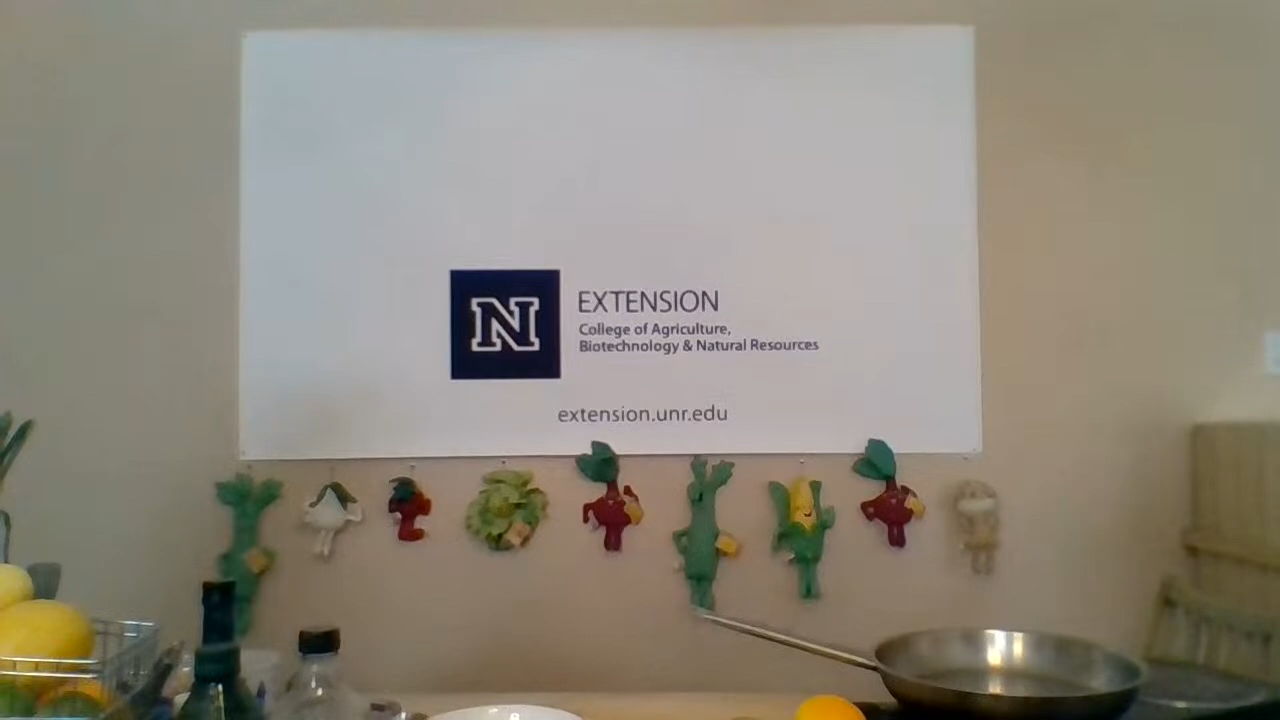 N
EXTENSION
College of Agriculture,
Biotechnology & Natural Resources
extension.unr.edu